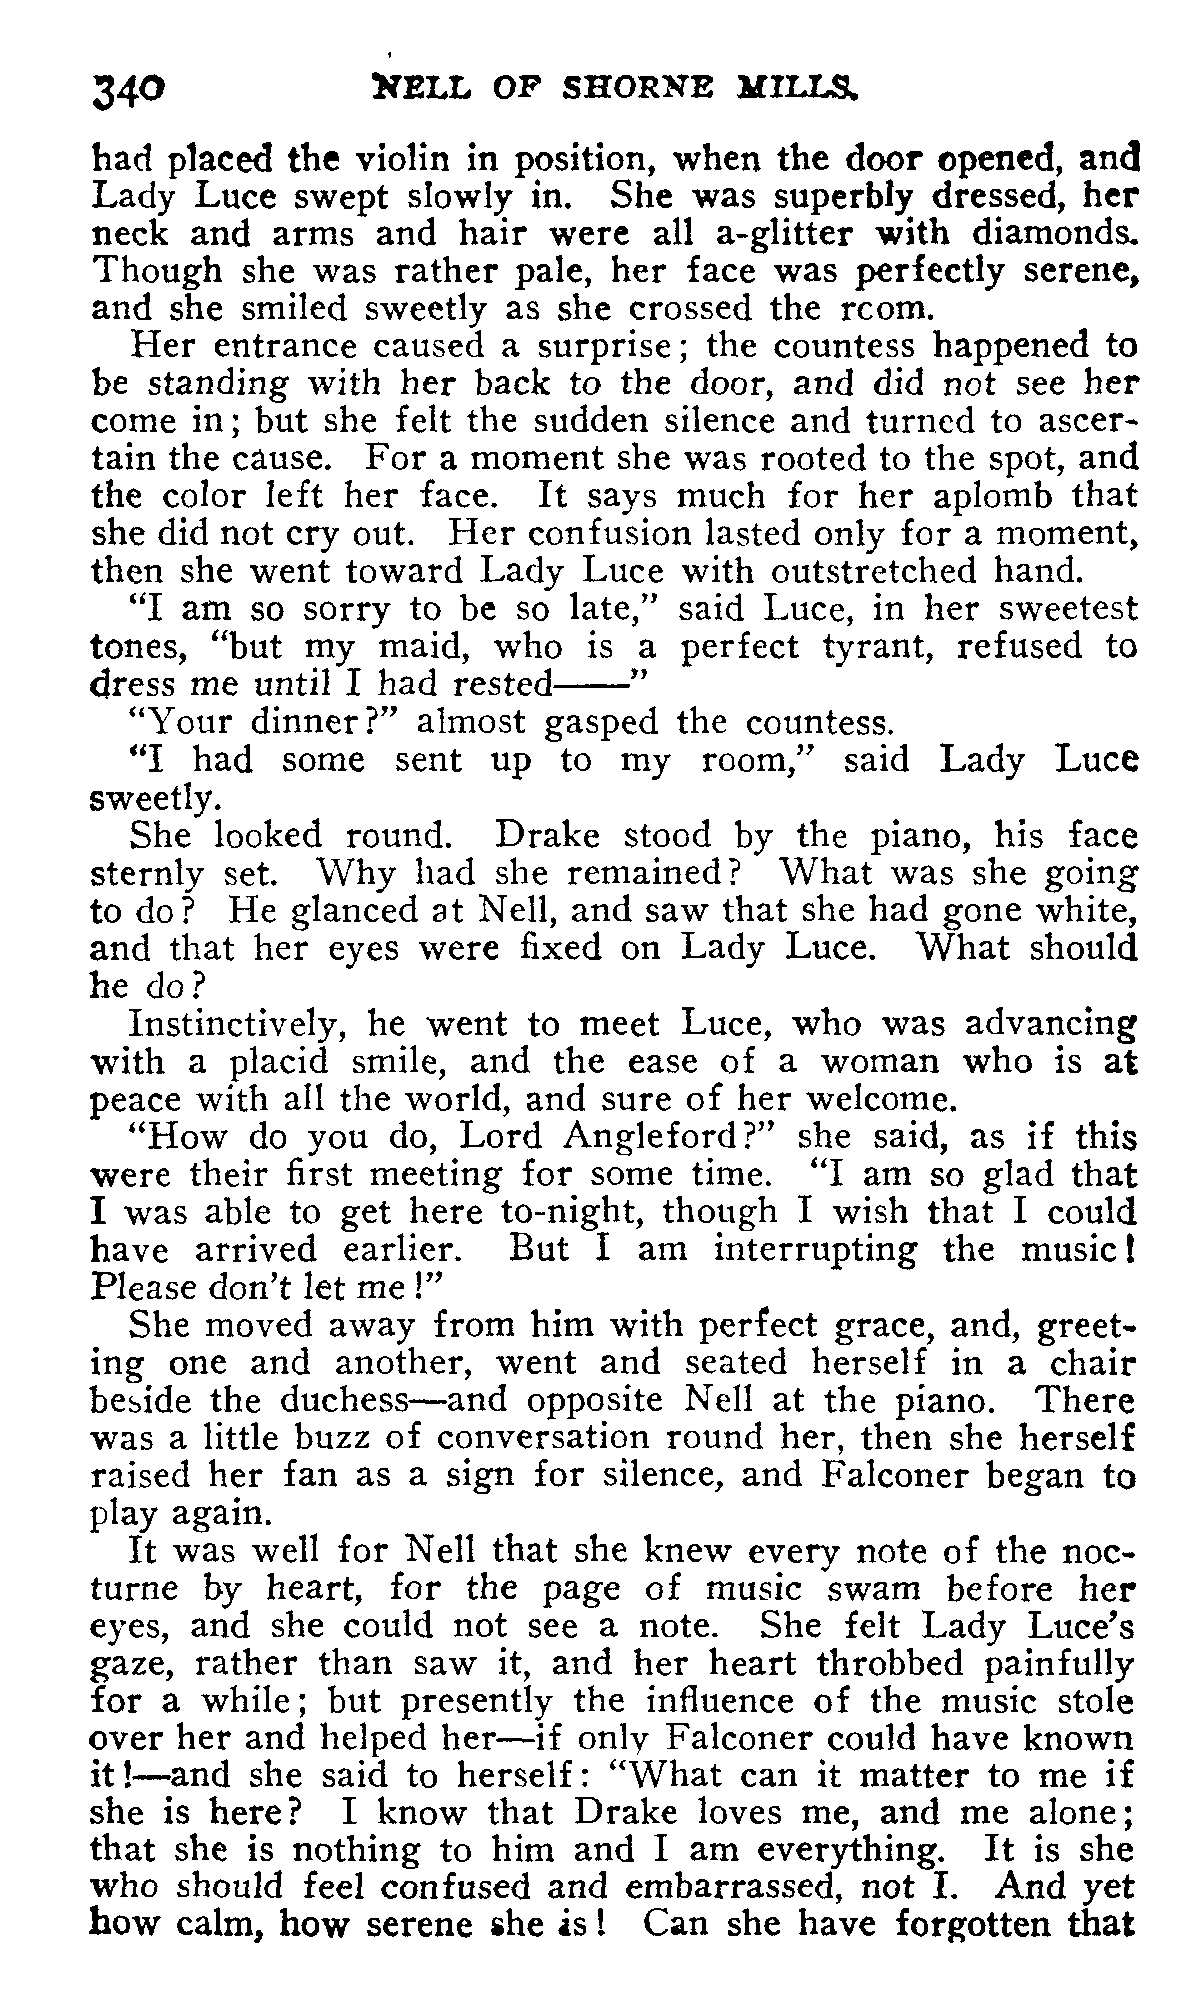 340 NELL OF SHORNE MILLS.
had placed the violin in position, when the door opened, and
Lady Luce swept slowly in. She was superbly dressed, her
neck and arms and hair were all a-glitter with diamonds.
Though she was rather pale, her face was perfectly serene,
and she smiled sweetly as she crossed the room.
Her entrance caused a surprise; the countess happened to
be standing with her back to the door, and did not see her
come in; but she felt the sudden silence and turned to ascer-
tain the cause. For a moment she was rooted to the spot, and
the color left her face. It says much for her aplomb that
she did not cry out. Her confusion lasted only for a moment,
then she went toward Lady Luce with outstretched hand.
"I am so sorry to be so late," said Luce, in her sweetest
tones, "but my maid, who is a perfect tyrant, refused to
dress me until I had rested——"
"Your dinner?" almost gasped the countess.
"I had some sent up to my room," said Lady Luce
sweetly.
She looked round. Drake stood by the piano, his face
sternly set. Why had she remained? What was she going
to do? He glanced at Nell, and saw that she had gone white,
and that her eyes were fixed on Lady Luce. What should
he do?
Instinctively, he went to meet Luce, who was advancing
with a placid smile, and the ease of a woman who is at
peace with all the world, and sure of her welcome.
"How do you do, Lord Angleford?" she said, as if this
were their first meeting for some time. "I am so glad that
I was able to get here to-night, though I wish that I could
have arrived earlier. But I am interrupting the music!
Please don't let me!"
She moved away from him with perfect grace, and, greet-
ing one and another, went and seated herself in a chair
beside the duchess—and opposite Nell at the piano. There
was a little buzz of conversation round her, then she herself
raised her fan as a sign for silence, and Falconer began to
play again.
It was well for Nell that she knew every note of the noc-
turne by heart, for the page of music swam before her
eyes, and she could not see a note. She felt Lady Luce's
gaze, rather than saw it, and her heart throbbed painfully
for a while; but presently the influence of the music stole
over her and helped her—if only Falconer could have known
it!—and she said to herself: "What can it matter to me if
she is here? I know that Drake loves me, and me alone;
that she is nothing to him and I am everything. It is she
who should feel confused and embarrassed, not I. And yet
how calm, how serene she is! Can she have forgotten that